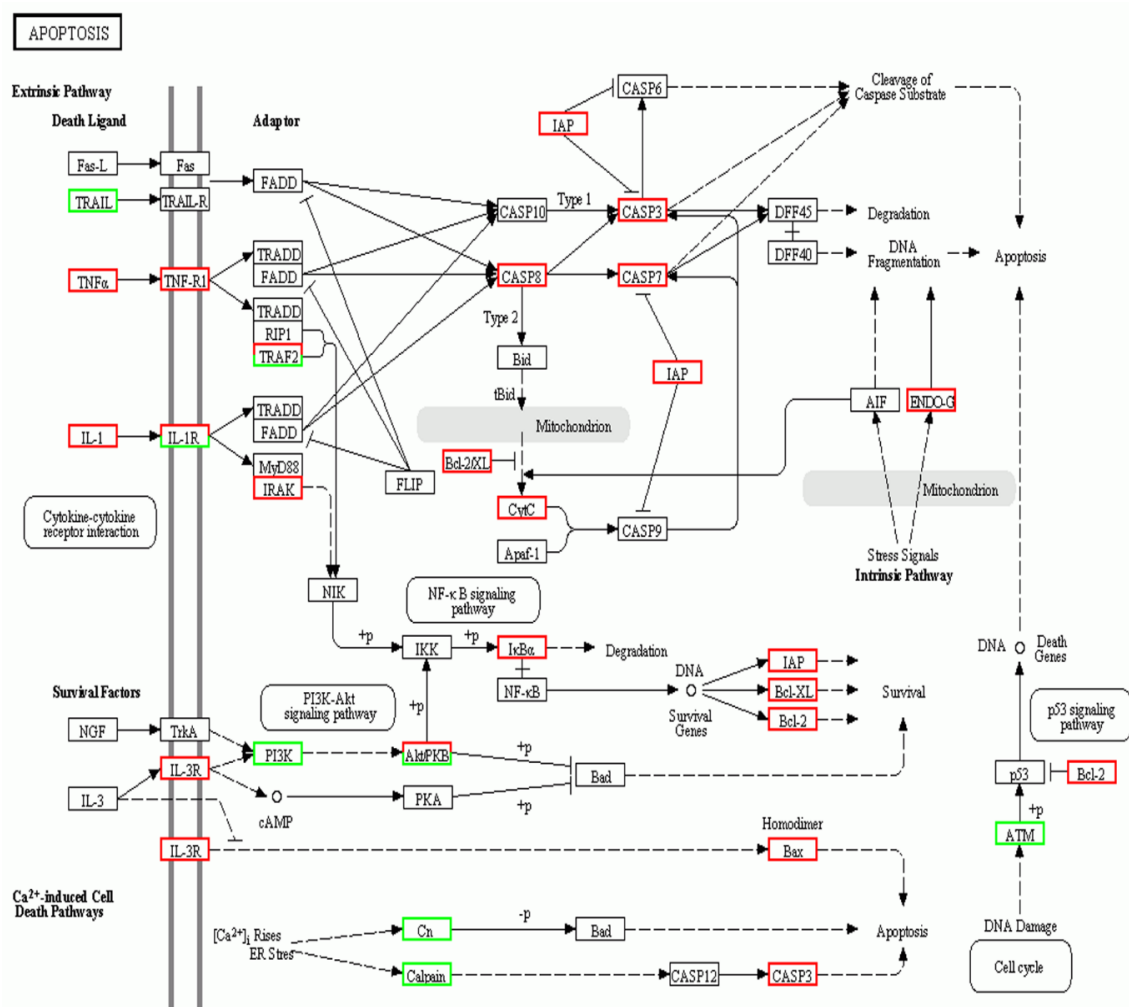 APOPTOSIS
Extrinsic Pathway
Death Ligand
Adaptor
Fas-L
Fas
FADD
TRAIL
TRAIL-R
CASP6
IAP
Cleavage of
Caspase Substrate
CASP10
Type 1
CASP3
DFF45
Degradation
DFF40
DNA
Fragmentation
Apoptosis
TNFα
TNF-R1
TRADD
FADD
CASP8
CASP7
TRADD
RIP1
TRAF2
Type 2
Bid
tBid
IAP
Mitochondrion
AIF
ENDO-G
IL-1
IL-1R
TRADD
FADD
MyD88
IRAK
FLIP
Bcl-2/XL
CytC
CASP9
Apaf-1
Mitochondrion
Stress Signals
Intrinsic Pathway
Cytokine-cytokine
receptor interaction
NIK
NF-κ B signaling
pathway
+p
IKK
+p
IκBα
Degradation
NF-κB
DNA
Survival
Genes
IAP
Bcl-XL
Bcl-2
Survival
DNA
Death
Genes
Survival Factors
PI3K-Akt
signaling pathway
+p
p53 signaling
pathway
NGF
TrkA
PI3K
Akt/PKB
+p
Bad
IL-3R
IL-3
cAMP
PKA
+p
p53
Bcl-2
+p
ATM
IL-3R
Homodimer
Bax
Ca2+-induced Cell
Death Pathways
[Ca2+]i Rises
ER Stres
Cn
-p
Bad
Apoptosis
Calpain
CASP12
CASP3
DNA Damage
Cell cycle